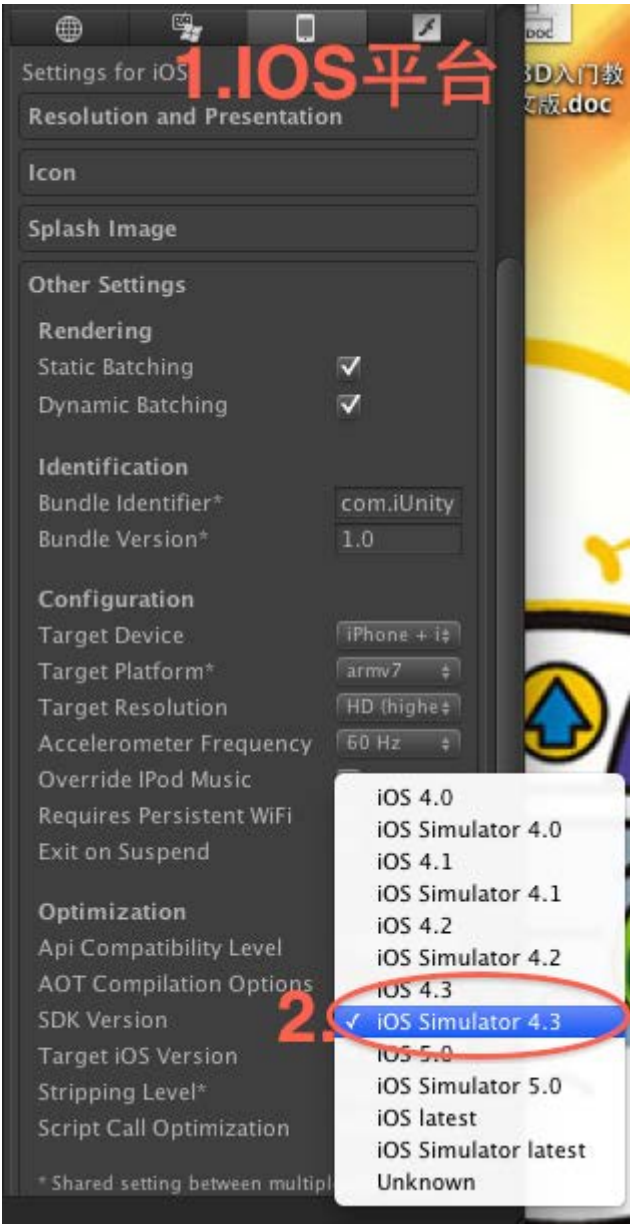 DOC
1.IOS平台
3D入门教
文版.doc
Settings for iOS
Resolution and Presentation
Icon
Splash Image
Other Settings
Rendering
Static Batching
Dynamic Batching
Identification
Bundle Identifier* com.iUnity
Bundle Version* 1.0
Configuration
Target Device iPhone + i
Target Platform* armv7
Target Resolution HD (highe
Accelerometer Frequency 60 Hz
Override IPod Music
Requires Persistent WiFi
Exit on Suspend
Optimization
Api Compatibility Level
AOT Compilation Options
SDK Version
Target iOS Version
Stripping Level*
Script Call Optimization
* Shared setting between multipl
iOS 4.0
iOS Simulator 4.0
iOS 4.1
iOS Simulator 4.1
iOS 4.2
iOS Simulator 4.2
iOS 4.3
2. ✓ iOS Simulator 4.3
iOS 5.0
iOS Simulator 5.0
iOS latest
iOS Simulator latest
Unknown